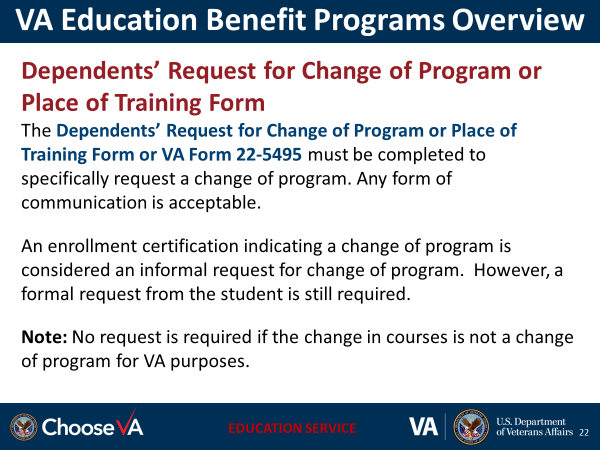 VA Education Benefit Programs Overview
Dependents’ Request for Change of Program or
Place of Training Form
The Dependents’ Request for Change of Program or Place of
Training Form or VA Form 22-5495 must be completed to
specifically request a change of program. Any form of
communication is acceptable.
An enrollment certification indicating a change of program is
considered an informal request for change of program.  However, a
formal request from the student is still required.
Note: No request is required if the change in courses is not a change
of program for VA purposes.
ChooseVA
EDUCATION SERVICE
VA
U.S. Department
of Veterans Affairs
22